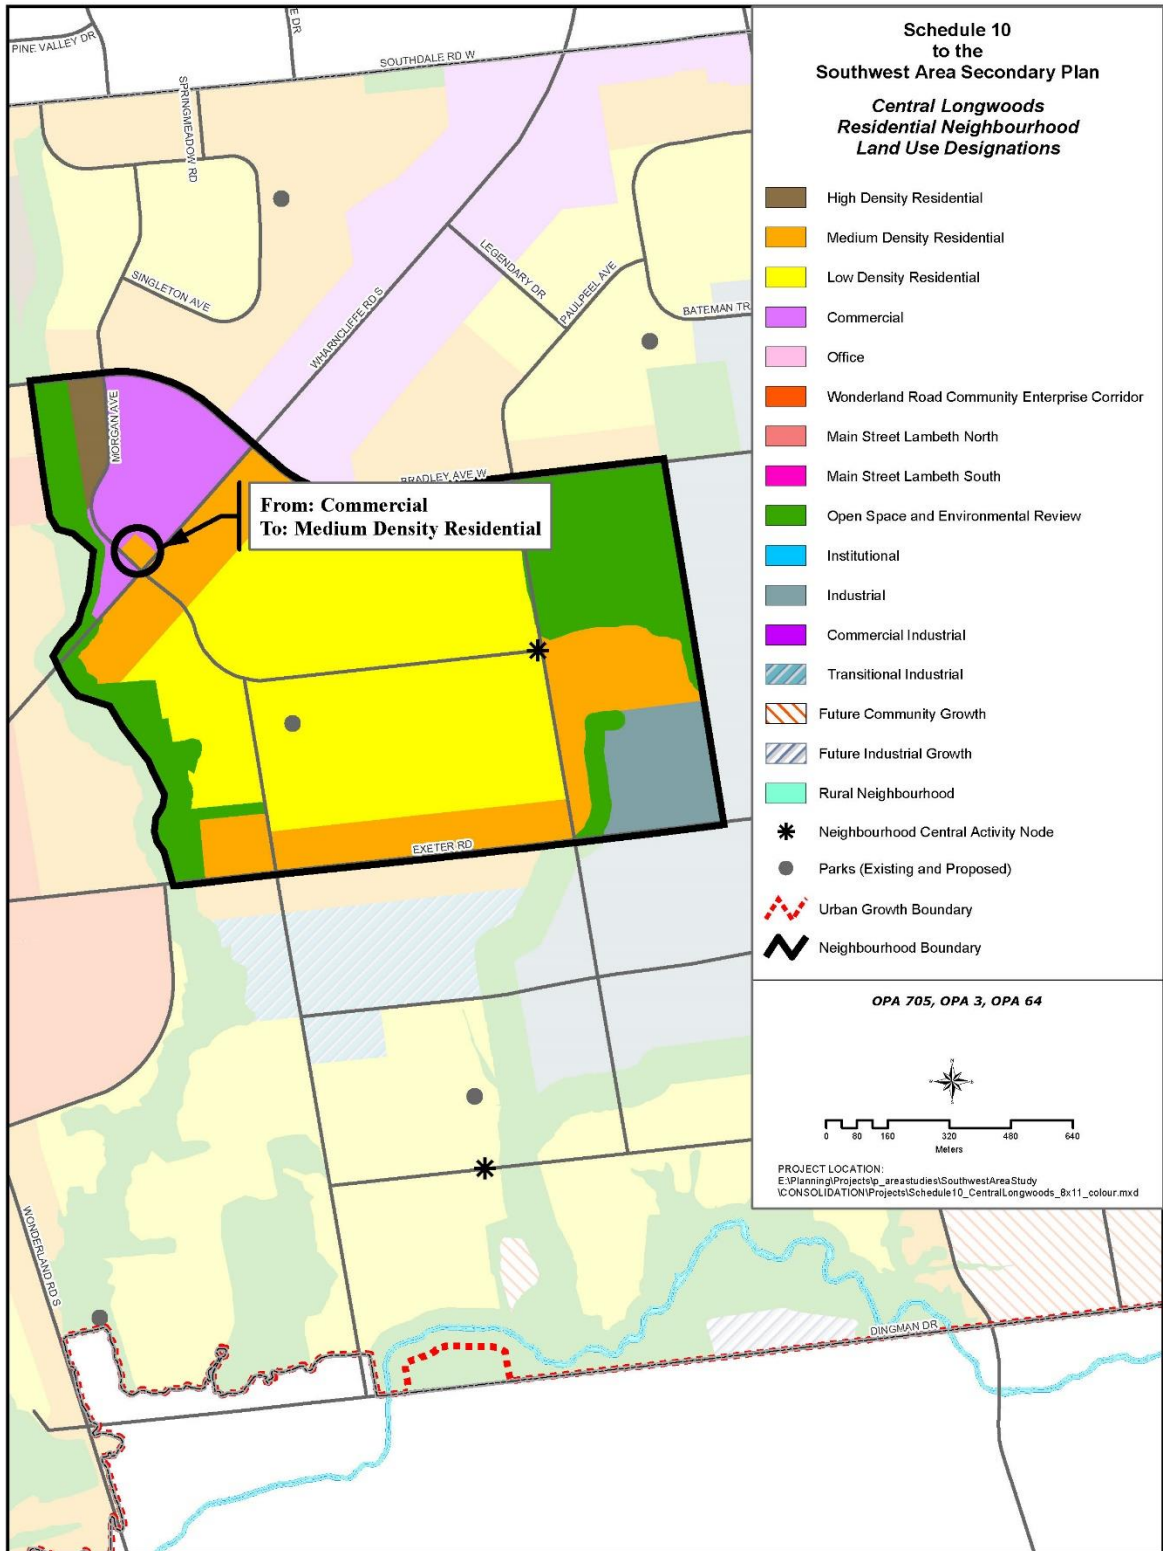 PINE VALLEY DR
E DR
SOUTHDALE RD W
SPRINGMEADOW RD
SINGLETON AVE
WHARNCLIFFE RD S
LEGENDARY DR
PAULPEEL AVE
BATEMAN TR
MORGAN AVE
BRADLEY AVE W
From: Commercial
To: Medium Density Residential
EXETER RD
WONDERLAND RD S
DINGMAN DR
Schedule 10
to the
Southwest Area Secondary Plan
Central Longwoods
Residential Neighbourhood
Land Use Designations
High Density Residential
Medium Density Residential
Low Density Residential
Commercial
Office
Wonderland Road Community Enterprise Corridor
Main Street Lambeth North
Main Street Lambeth South
Open Space and Environmental Review
Institutional
Industrial
Commercial Industrial
Transitional Industrial
Future Community Growth
Future Industrial Growth
Rural Neighbourhood
Neighbourhood Central Activity Node
Parks (Existing and Proposed)
Urban Growth Boundary
Neighbourhood Boundary
OPA 705, OPA 3, OPA 64
0 80 160 320 480 640
Meters
PROJECT LOCATION:
E:\Planning\Projects\p_areastudies\SouthwestAreaStudy
\CONSOLIDATION\Projects\Schedule10_CentralLongwoods_8x11_colour.mxd